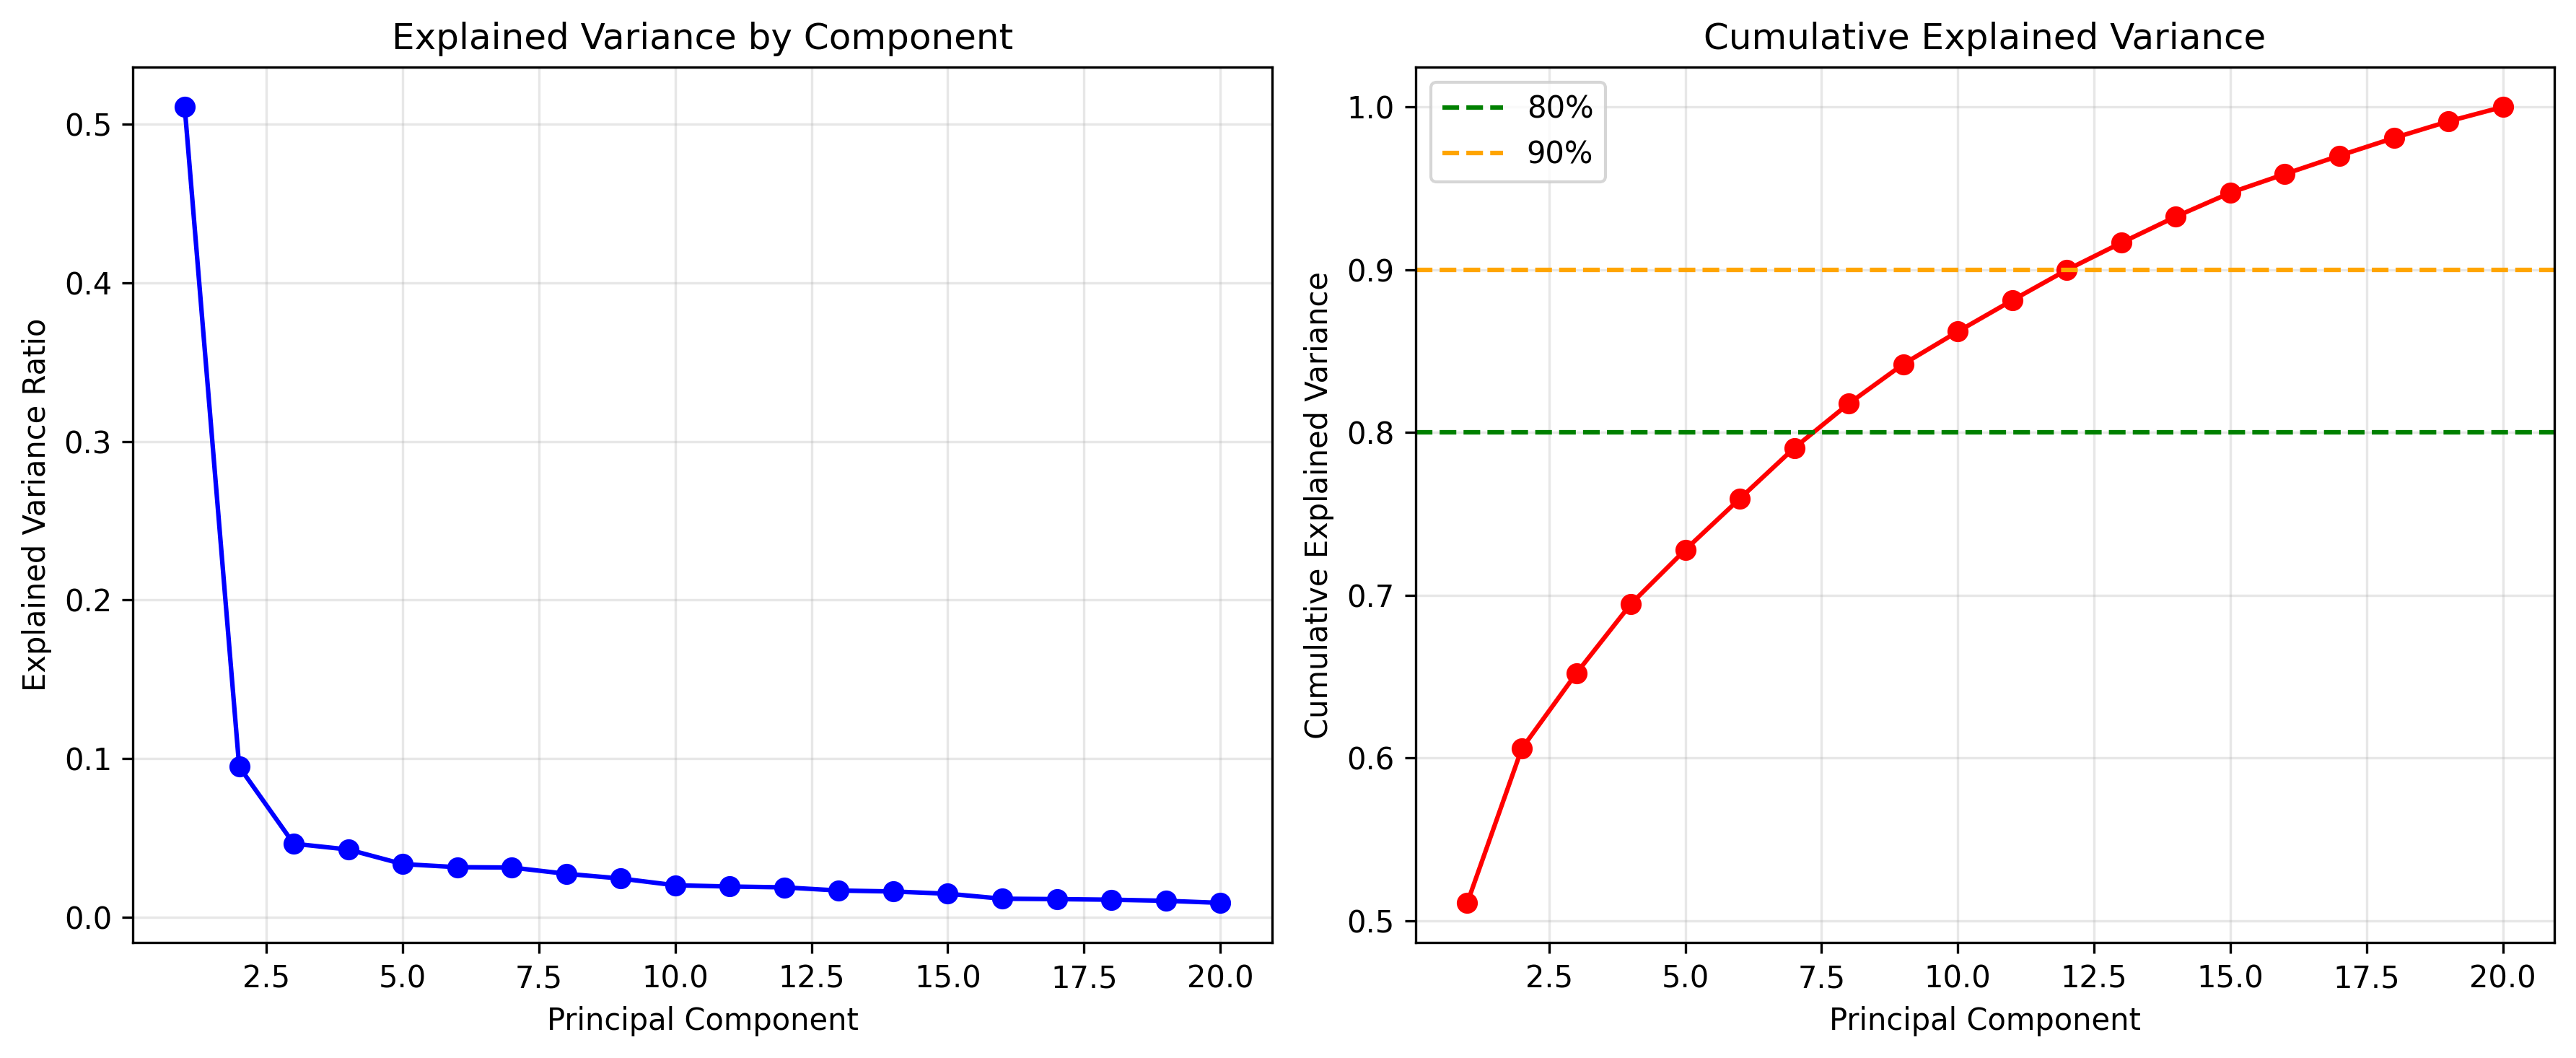 Explained Variance by Component
Explained Variance Ratio
0.5
0.4
0.3
0.2
0.1
0.0
2.5 5.0 7.5 10.0 12.5 15.0 17.5 20.0
Principal Component
Cumulative Explained Variance
80%
90%
Cumulative Explained Variance
1.0
0.9
0.8
0.7
0.6
0.5
2.5 5.0 7.5 10.0 12.5 15.0 17.5 20.0
Principal Component